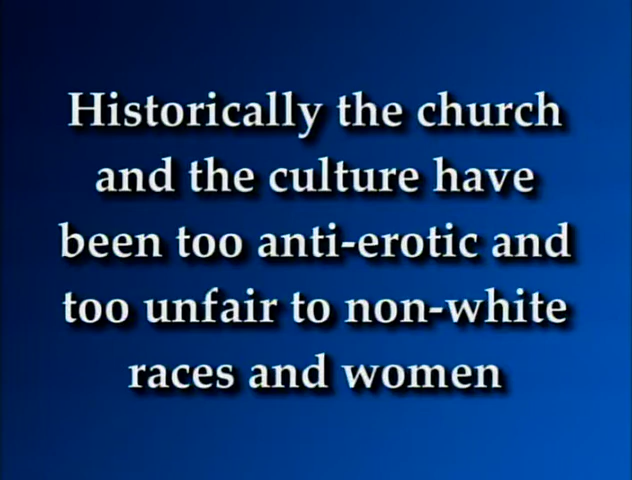 Historically the church
and the culture have
been too anti-erotic and
too unfair to non-white
races and women